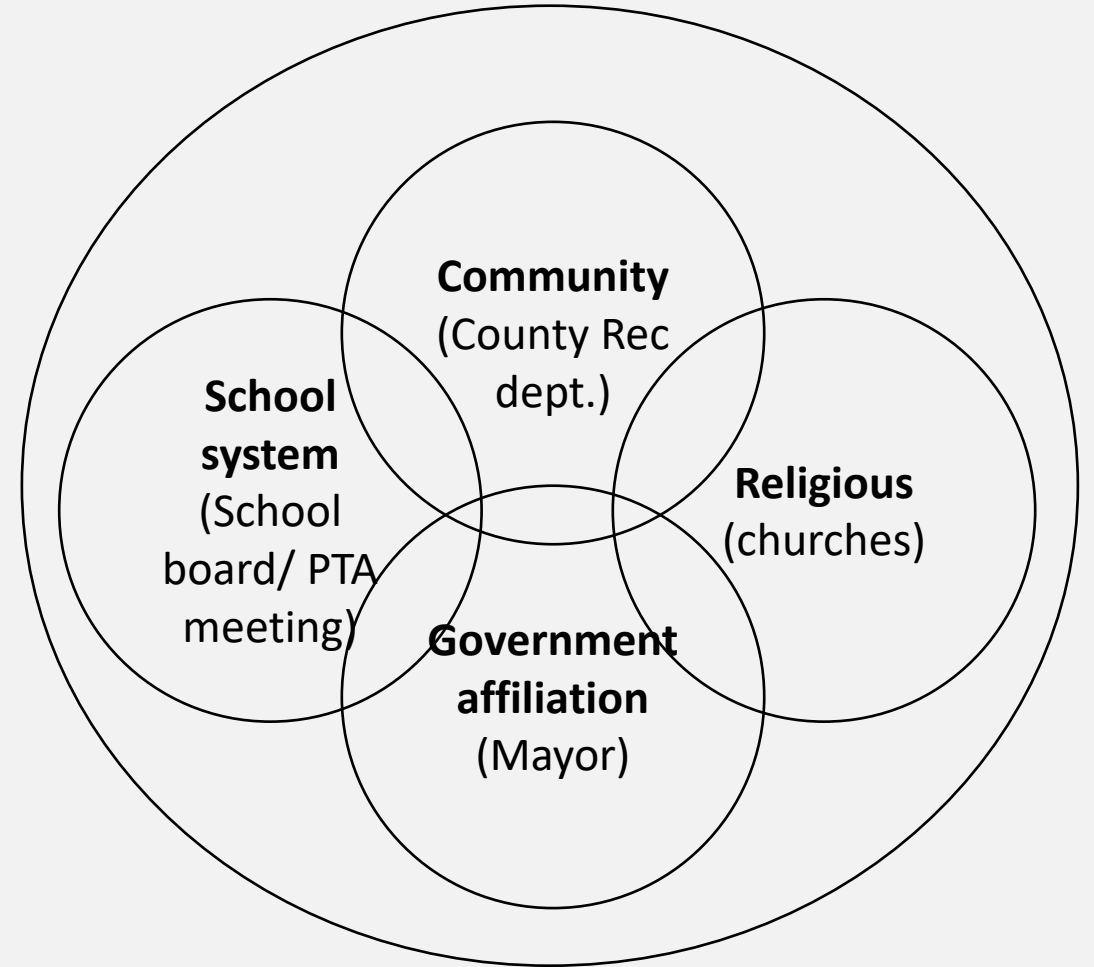 Community
(County Rec
dept.)
School
system
(School
board/ PTA
meeting)
Religious
(churches)
Government
affiliation
(Mayor)